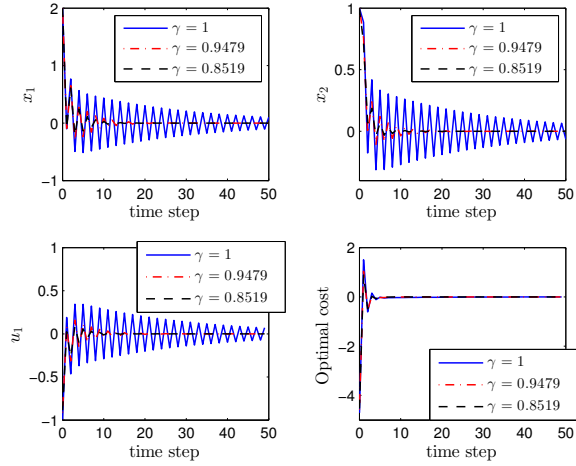 2
1
0
−1
x₁
0
10
20
30
40
50
time step
γ = 1
γ = 0.9479
γ = 0.8519
1
0.5
0
x₂
0
10
20
30
40
50
time step
γ = 1
γ = 0.9479
γ = 0.8519
1
0.5
0
−0.5
−1
u₁
0
10
20
30
40
50
time step
γ = 1
γ = 0.9479
γ = 0.8519
2
0
−2
−4
Optimal cost
0
10
20
30
40
50
time step
γ = 1
γ = 0.9479
γ = 0.8519